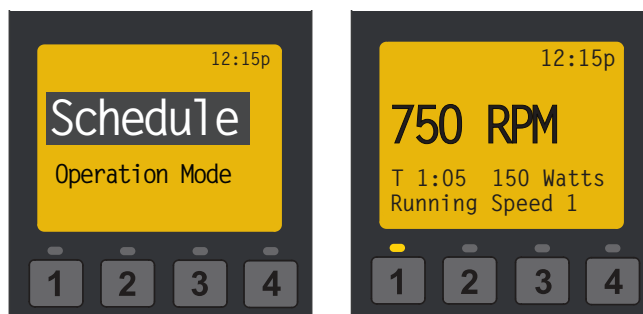 12:15p
Schedule
Operation Mode
1 2 3 4
12:15p
750 RPM
T 1:05 150 Watts
Running Speed 1
1 2 3 4